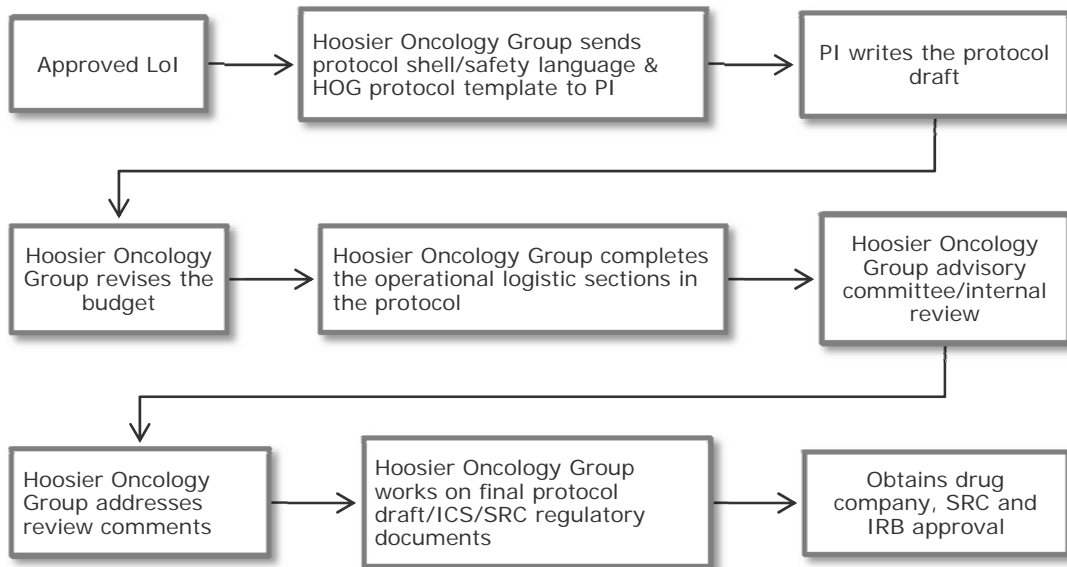 Approved LoI
Hoosier Oncology Group sends
protocol shell/safety language &
HOG protocol template to PI
PI writes the protocol
draft
Hoosier Oncology
Group revises the
budget
Hoosier Oncology Group completes
the operational logistic sections in
the protocol
Hoosier Oncology
Group advisory
committee/internal
review
Hoosier Oncology
Group addresses
review comments
Hoosier Oncology Group
works on final protocol
draft/ICS/SRC regulatory
documents
Obtains drug
company, SRC and
IRB approval